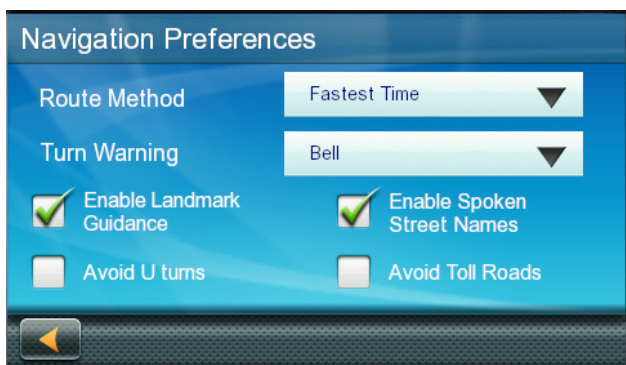 Navigation Preferences
Route Method
Fastest Time
Turn Warning
Bell
Enable Landmark
Guidance
Enable Spoken
Street Names
Avoid U turns
Avoid Toll Roads